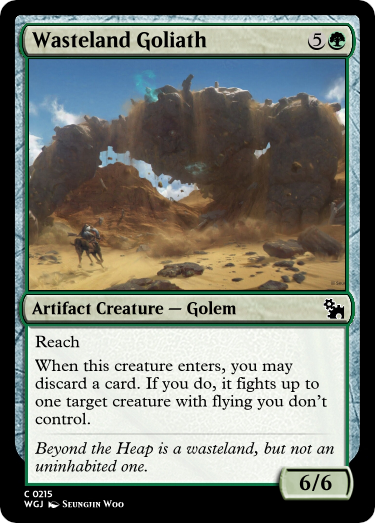 Wasteland Goliath 5
Artifact Creature — Golem
Reach
When this creature enters, you may
discard a card. If you do, it fights up to
one target creature with flying you don't
control.
Beyond the Heap is a wasteland, but not an
uninhabited one.
6/6
C 0215
WGJ Seungjin Woo